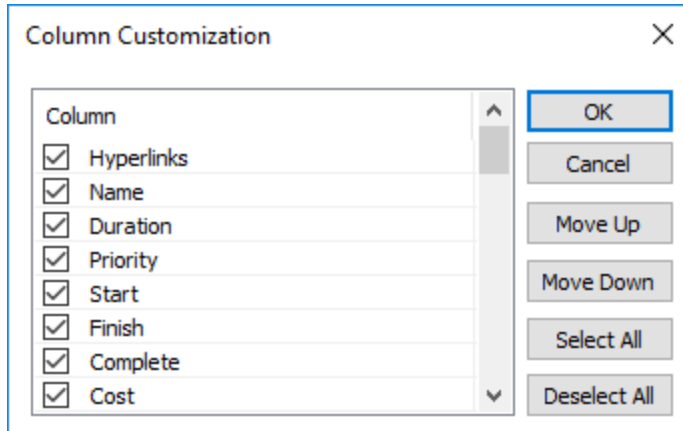 Column Customization
Column
Hyperlinks
Name
Duration
Priority
Start
Finish
Complete
Cost
OK
Cancel
Move Up
Move Down
Select All
Deselect All